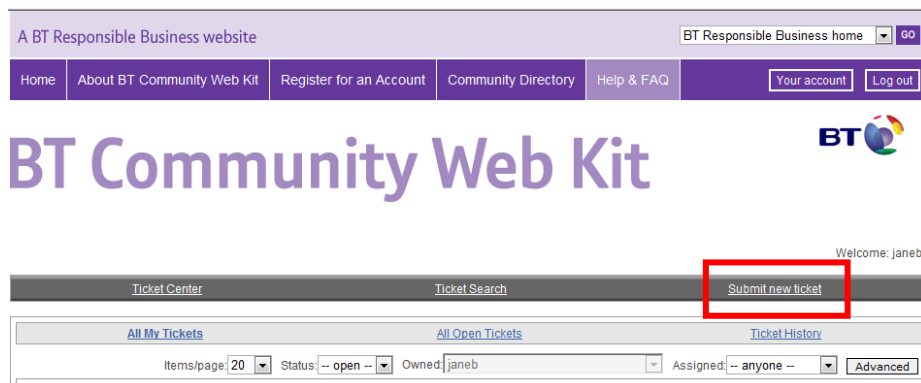 A BT Responsible Business website BT Responsible Business home GO
Home About BT Community Web Kit Register for an Account Community Directory Help & FAQ Your account Log out
BT
BT Community Web Kit
Welcome: janeb
Ticket Center Ticket Search Submit new ticket
All My Tickets All Open Tickets Ticket History
Items/page: 20 Status: -- open -- Owned: janeb Assigned: -- anyone -- Advanced